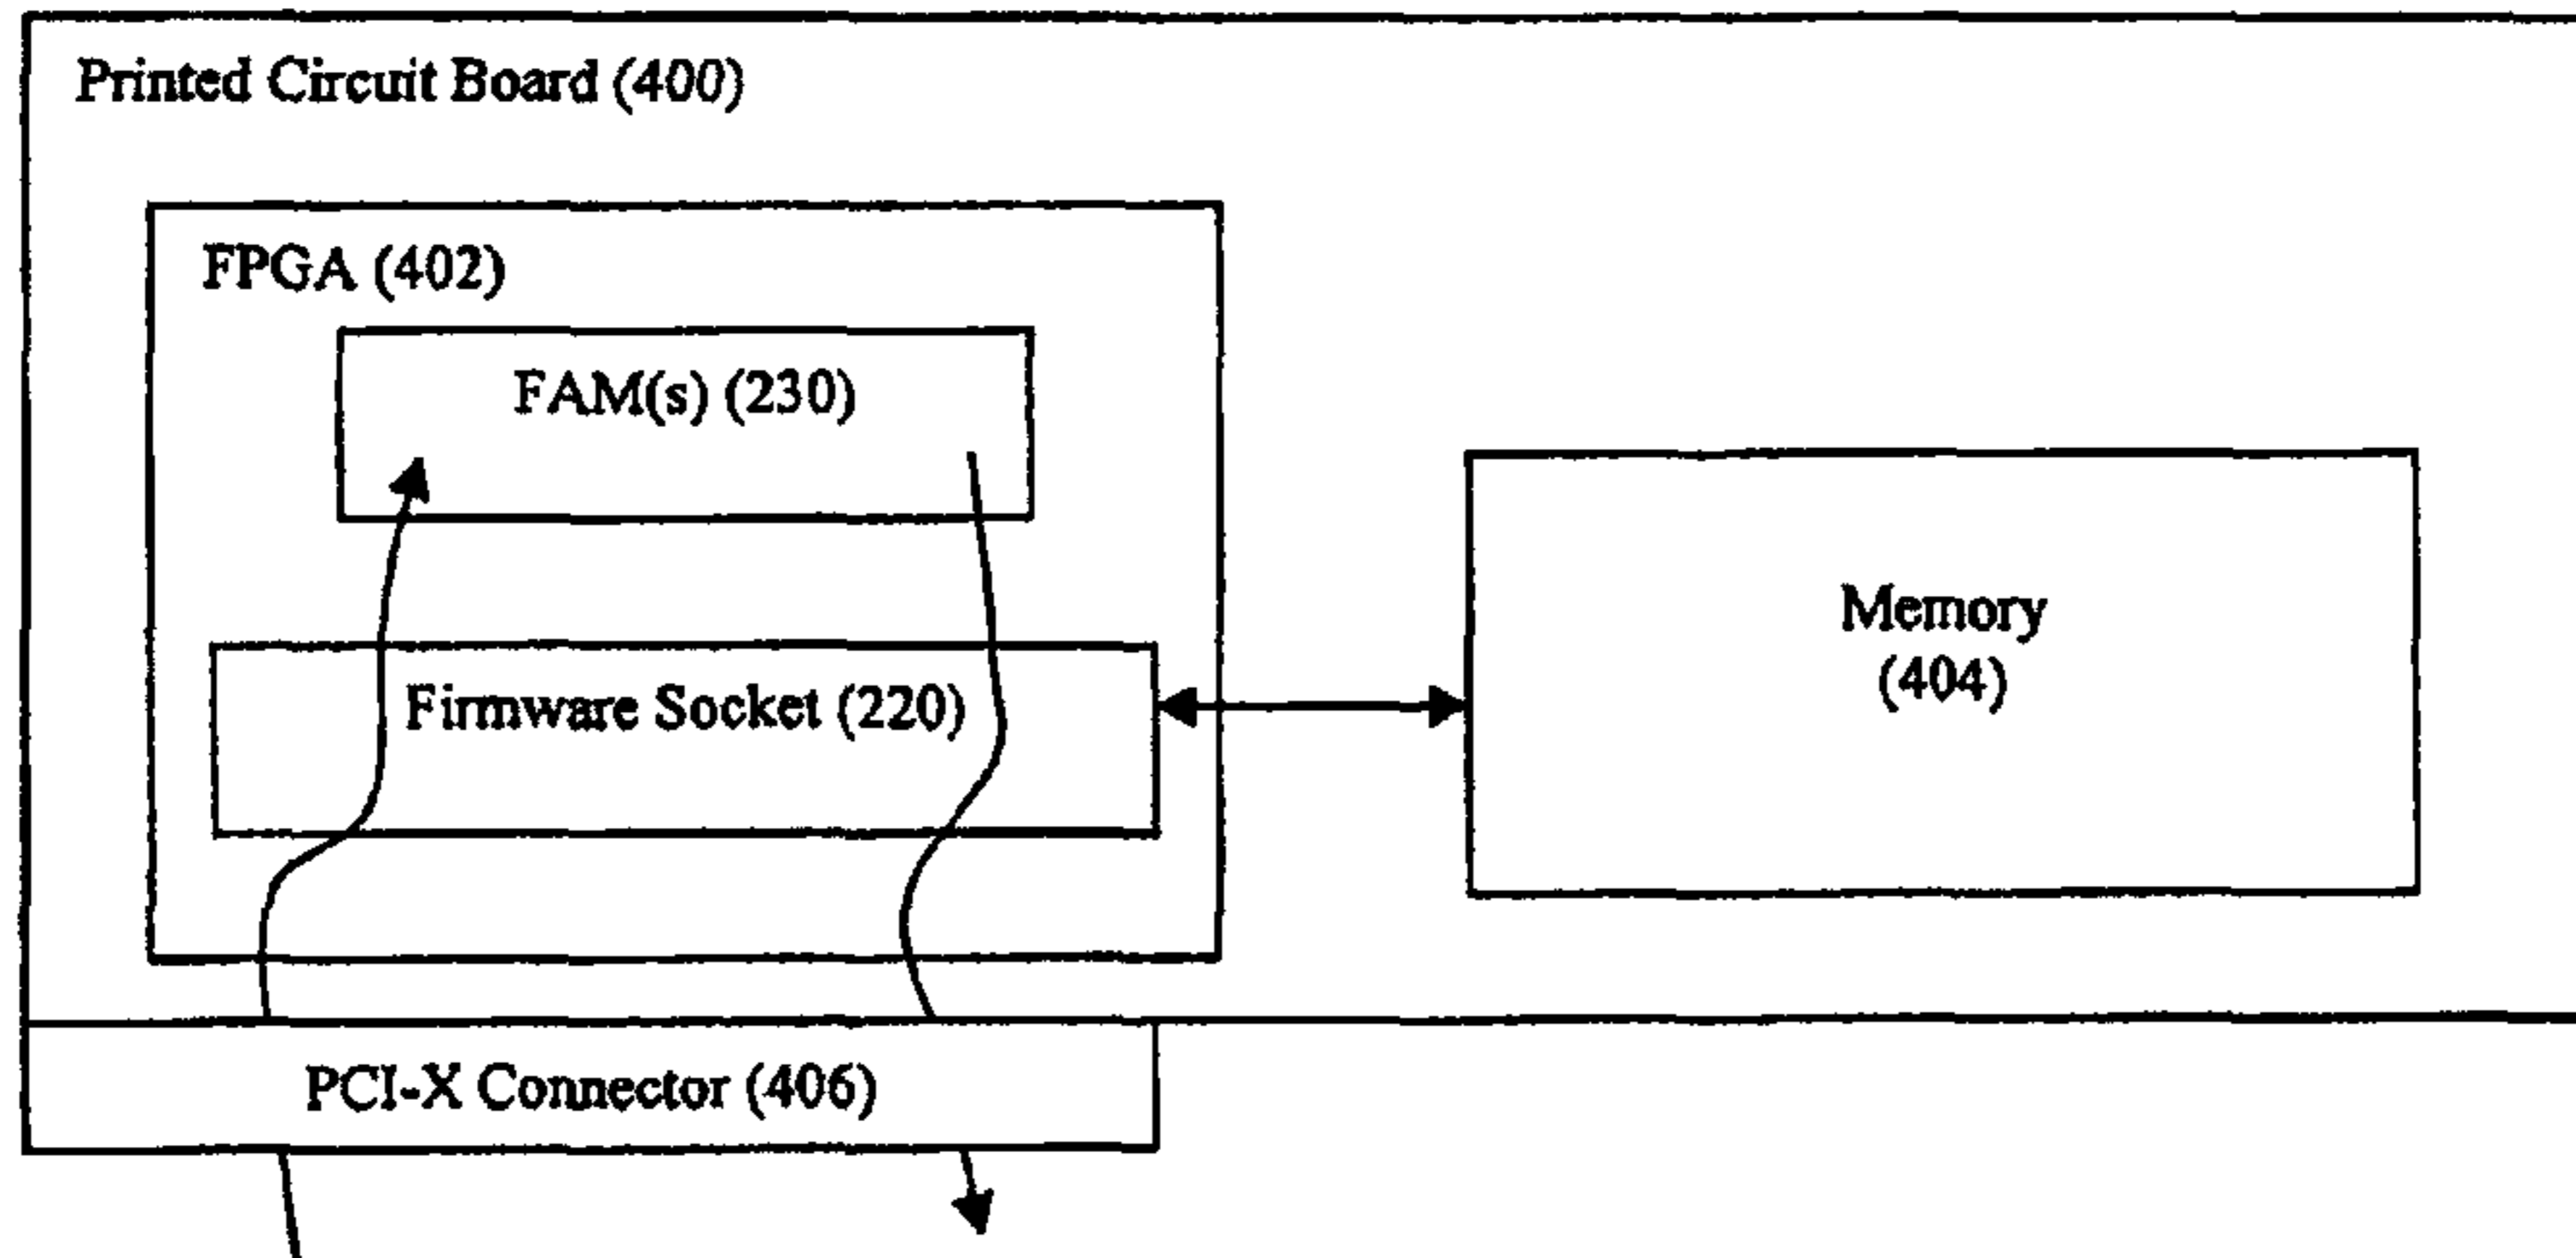 Printed Circuit Board (400)
FPGA (402)
FAM(s) (230)
Firmware Socket (220)
Memory
(404)
PCI-X Connector (406)